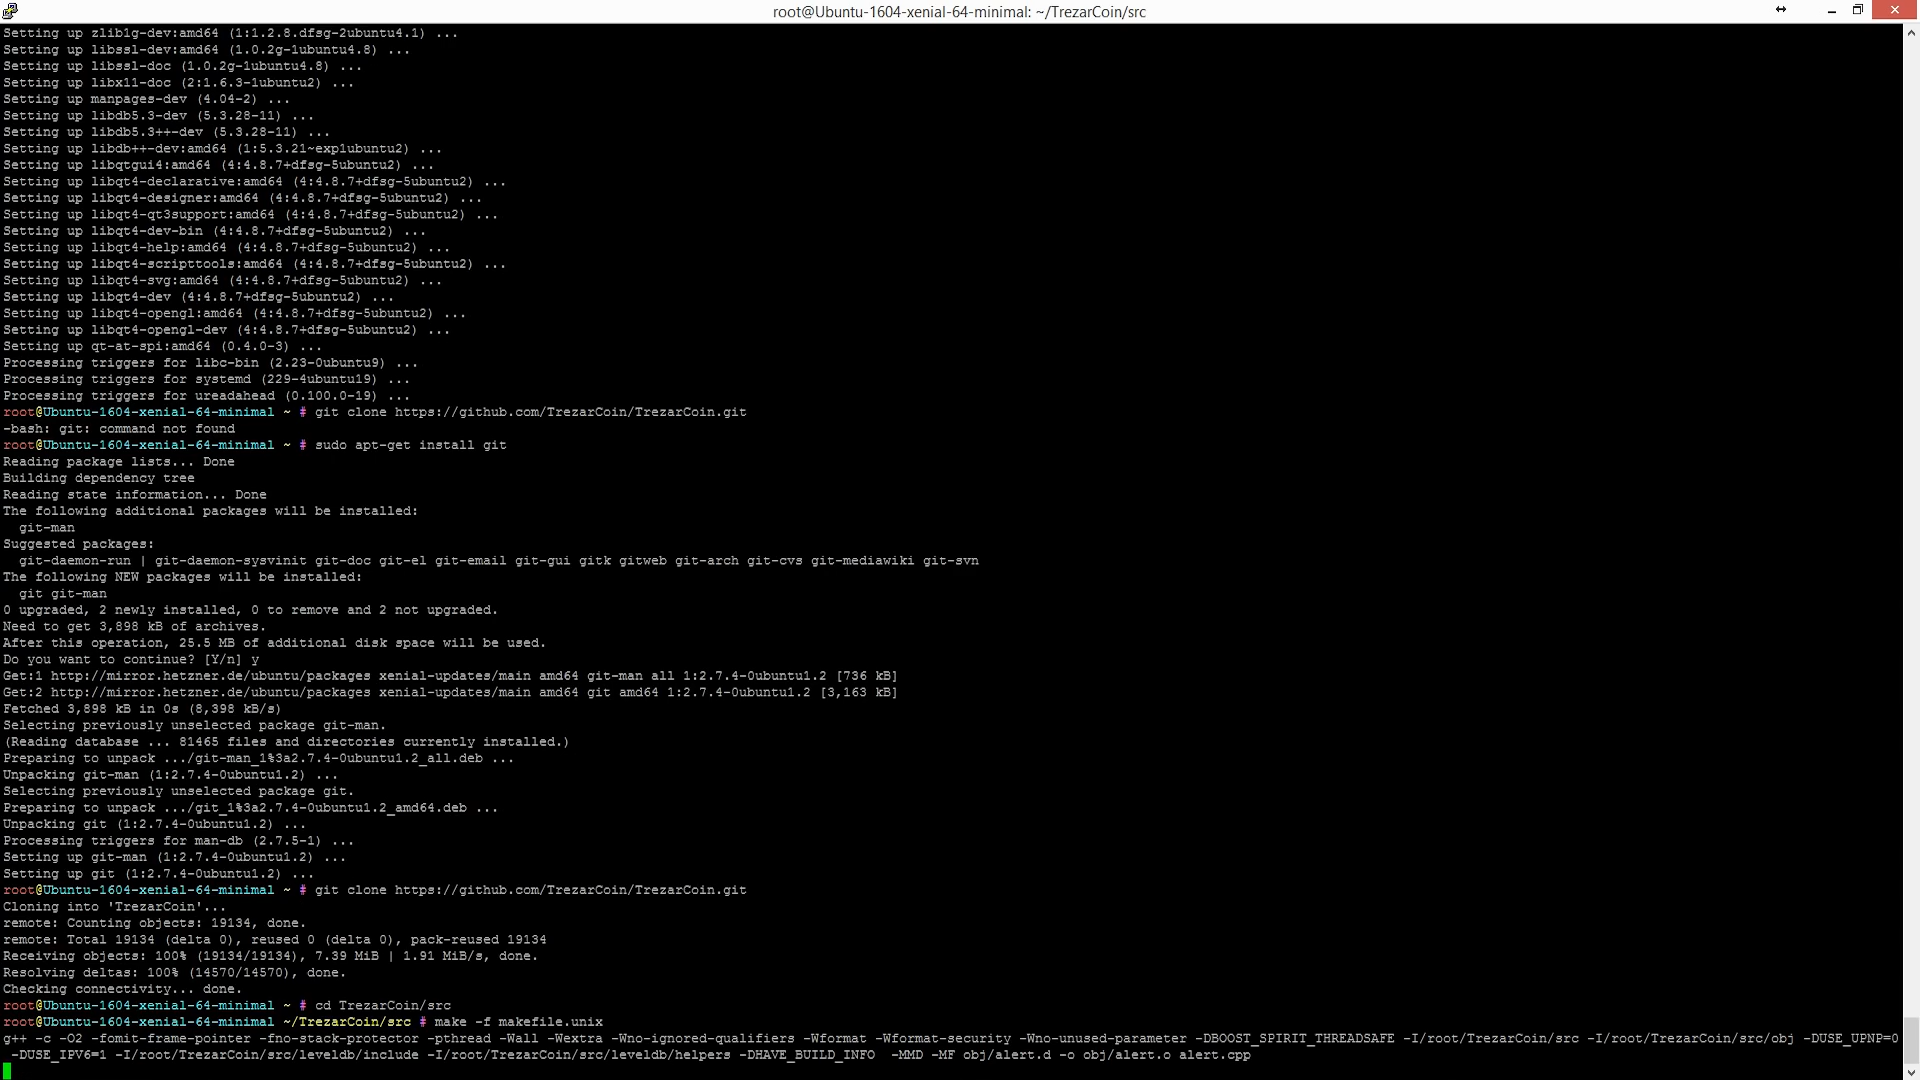 root@Ubuntu-1604-xenial-64-minimal: ~/TrezarCoin/src
Setting up zlib1g-dev:amd64 (1:1.2.8.dfsg-2ubuntu4.1) ...
Setting up libssl-dev:amd64 (1.0.2g-1ubuntu4.8) ...
Setting up libssl-doc (1.0.2g-1ubuntu4.8) ...
Setting up libx11-doc (2:1.6.3-1ubuntu2) ...
Setting up manpages-dev (4.04-2) ...
Setting up libdb5.3-dev (5.3.28-11) ...
Setting up libdb5.3++-dev (5.3.28-11) ...
Setting up libdb++-dev:amd64 (1:5.3.21~exp1ubuntu2) ...
Setting up libqtgui4:amd64 (4:4.8.7+dfsg-5ubuntu2) ...
Setting up libqt4-declarative:amd64 (4:4.8.7+dfsg-5ubuntu2) ...
Setting up libqt4-designer:amd64 (4:4.8.7+dfsg-5ubuntu2) ...
Setting up libqt4-qt3support:amd64 (4:4.8.7+dfsg-5ubuntu2) ...
Setting up libqt4-dev-bin (4:4.8.7+dfsg-5ubuntu2) ...
Setting up libqt4-help:amd64 (4:4.8.7+dfsg-5ubuntu2) ...
Setting up libqt4-scripttools:amd64 (4:4.8.7+dfsg-5ubuntu2) ...
Setting up libqt4-svg:amd64 (4:4.8.7+dfsg-5ubuntu2) ...
Setting up libqt4-dev (4:4.8.7+dfsg-5ubuntu2) ...
Setting up libqt4-opengl:amd64 (4:4.8.7+dfsg-5ubuntu2) ...
Setting up libqt4-opengl-dev (4:4.8.7+dfsg-5ubuntu2) ...
Setting up qt-at-spi:amd64 (0.4.0-3) ...
Processing triggers for libc-bin (2.23-0ubuntu9) ...
Processing triggers for systemd (229-4ubuntu19) ...
Processing triggers for ureadahead (0.100.0-19) ...
root@Ubuntu-1604-xenial-64-minimal ~ # git clone https://github.com/TrezarCoin/TrezarCoin.git
-bash: git: command not found
root@Ubuntu-1604-xenial-64-minimal ~ # sudo apt-get install git
Reading package lists... Done
Building dependency tree
Reading state information... Done
The following additional packages will be installed:
  git-man
Suggested packages:
  git-daemon-run | git-daemon-sysvinit git-doc git-el git-email git-gui gitk gitweb git-arch git-cvs git-mediawiki git-svn
The following NEW packages will be installed:
  git git-man
0 upgraded, 2 newly installed, 0 to remove and 2 not upgraded.
Need to get 3,898 kB of archives.
After this operation, 25.5 MB of additional disk space will be used.
Do you want to continue? [Y/n] y
Get:1 http://mirror.hetzner.de/ubuntu/packages xenial-updates/main amd64 git-man all 1:2.7.4-0ubuntu1.2 [736 kB]
Get:2 http://mirror.hetzner.de/ubuntu/packages xenial-updates/main amd64 git amd64 1:2.7.4-0ubuntu1.2 [3,163 kB]
Fetched 3,898 kB in 0s (8,398 kB/s)
Selecting previously unselected package git-man.
(Reading database ... 81465 files and directories currently installed.)
Preparing to unpack .../git-man_1%3a2.7.4-0ubuntu1.2_all.deb ...
Unpacking git-man (1:2.7.4-0ubuntu1.2) ...
Selecting previously unselected package git.
Preparing to unpack .../git_1%3a2.7.4-0ubuntu1.2_amd64.deb ...
Unpacking git (1:2.7.4-0ubuntu1.2) ...
Processing triggers for man-db (2.7.5-1) ...
Setting up git-man (1:2.7.4-0ubuntu1.2) ...
Setting up git (1:2.7.4-0ubuntu1.2) ...
root@Ubuntu-1604-xenial-64-minimal ~ # git clone https://github.com/TrezarCoin/TrezarCoin.git
Cloning into 'TrezarCoin'...
remote: Counting objects: 19134, done.
remote: Total 19134 (delta 0), reused 0 (delta 0), pack-reused 19134
Receiving objects: 100% (19134/19134), 7.39 MiB | 1.91 MiB/s, done.
Resolving deltas: 100% (14570/14570), done.
Checking connectivity... done.
root@Ubuntu-1604-xenial-64-minimal ~ # cd TrezarCoin/src
root@Ubuntu-1604-xenial-64-minimal ~/TrezarCoin/src # make -f makefile.unix
g++ -c -O2 -fomit-frame-pointer -fno-stack-protector -pthread -Wall -Wextra -Wno-ignored-qualifiers -Wformat -Wformat-security -Wno-unused-parameter -DBOOST_SPIRIT_THREADSAFE -I/root/TrezarCoin/src -I/root/TrezarCoin/src/obj -DUSE_UPNP=0
 -DUSE_IPV6=1 -I/root/TrezarCoin/src/leveldb/include -I/root/TrezarCoin/src/leveldb/helpers -DHAVE_BUILD_INFO  -MMD -MF obj/alert.d -o obj/alert.o alert.cpp